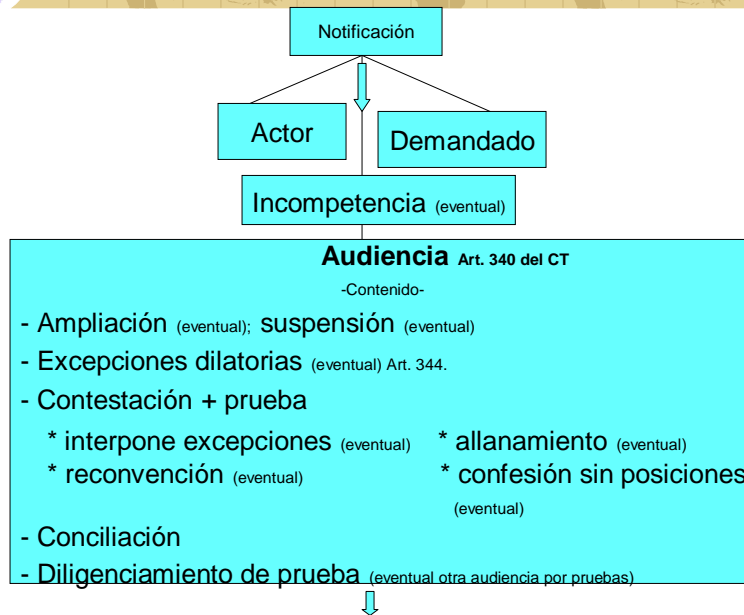 Notificación
Actor
Demandado
Incompetencia (eventual)
Audiencia Art. 340 del CT
-Contenido-
- Ampliación (eventual); suspensión (eventual)
- Excepciones dilatorias (eventual) Art. 344.
- Contestación + prueba
* interpone excepciones (eventual) * allanamiento (eventual)
* reconvención (eventual) * confesión sin posiciones
(eventual)
- Conciliación
- Diligenciamiento de prueba (eventual otra audiencia por pruebas)